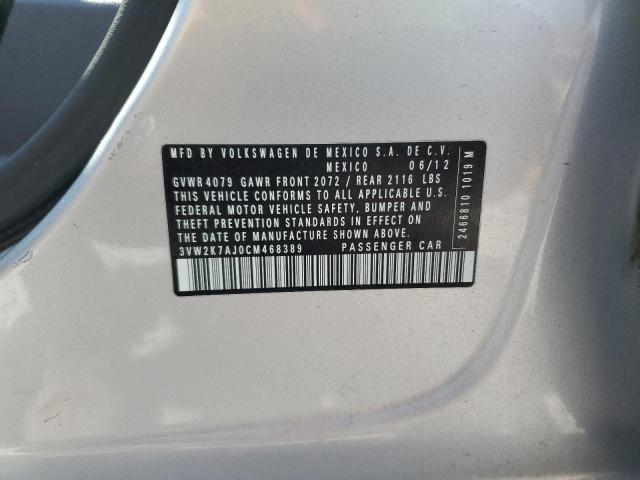 MFD BY VOLKSWAGEN DE MEXICO S.A. DE C.V.
MEXICO 06/12
GVWR 4079 GAWR FRONT 2072 / REAR 2116 LBS
THIS VEHICLE CONFORMS TO ALL APPLICABLE U.S.
FEDERAL MOTOR VEHICLE SAFETY, BUMPER AND
THEFT PREVENTION STANDARDS IN EFFECT ON
THE DATE OF MANUFACTURE SHOWN ABOVE.
3VW2K7AJ0CM468389 PASSENGER CAR
2466810 1019 M